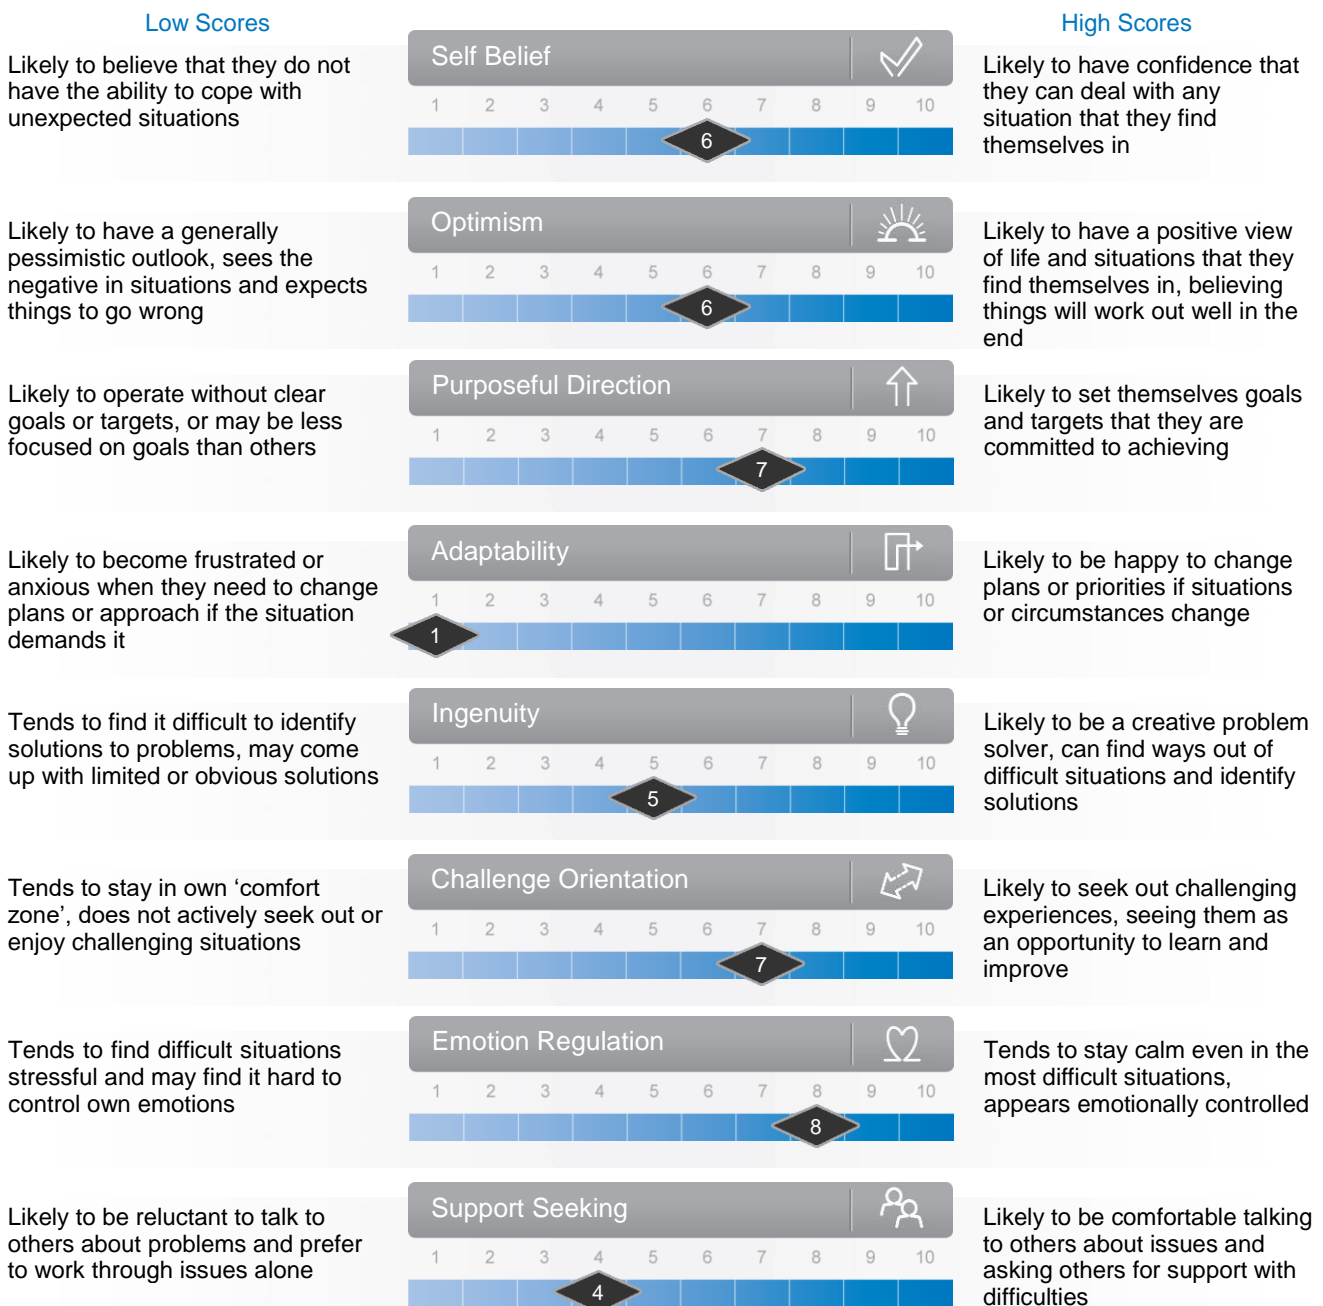 Low Scores
High Scores
Likely to believe that they do not
have the ability to cope with
unexpected situations
Self Belief
1 2 3 4 5 6 7 8 9 10
6
Likely to have confidence that
they can deal with any
situation that they find
themselves in
Likely to have a generally
pessimistic outlook, sees the
negative in situations and expects
things to go wrong
Optimism
1 2 3 4 5 6 7 8 9 10
6
Likely to have a positive view
of life and situations that they
find themselves in, believing
things will work out well in the
end
Likely to operate without clear
goals or targets, or may be less
focused on goals than others
Purposeful Direction
1 2 3 4 5 6 7 8 9 10
7
Likely to set themselves goals
and targets that they are
committed to achieving
Likely to become frustrated or
anxious when they need to change
plans or approach if the situation
demands it
Adaptability
1 2 3 4 5 6 7 8 9 10
1
Likely to be happy to change
plans or priorities if situations
or circumstances change
Tends to find it difficult to identify
solutions to problems, may come
up with limited or obvious solutions
Ingenuity
1 2 3 4 5 6 7 8 9 10
5
Likely to be a creative problem
solver, can find ways out of
difficult situations and identify
solutions
Tends to stay in own ‘comfort
zone’, does not actively seek out or
enjoy challenging situations
Challenge Orientation
1 2 3 4 5 6 7 8 9 10
7
Likely to seek out challenging
experiences, seeing them as
an opportunity to learn and
improve
Tends to find difficult situations
stressful and may find it hard to
control own emotions
Emotion Regulation
1 2 3 4 5 6 7 8 9 10
8
Tends to stay calm even in the
most difficult situations,
appears emotionally controlled
Likely to be reluctant to talk to
others about problems and prefer
to work through issues alone
Support Seeking
1 2 3 4 5 6 7 8 9 10
4
Likely to be comfortable talking
to others about issues and
asking others for support with
difficulties